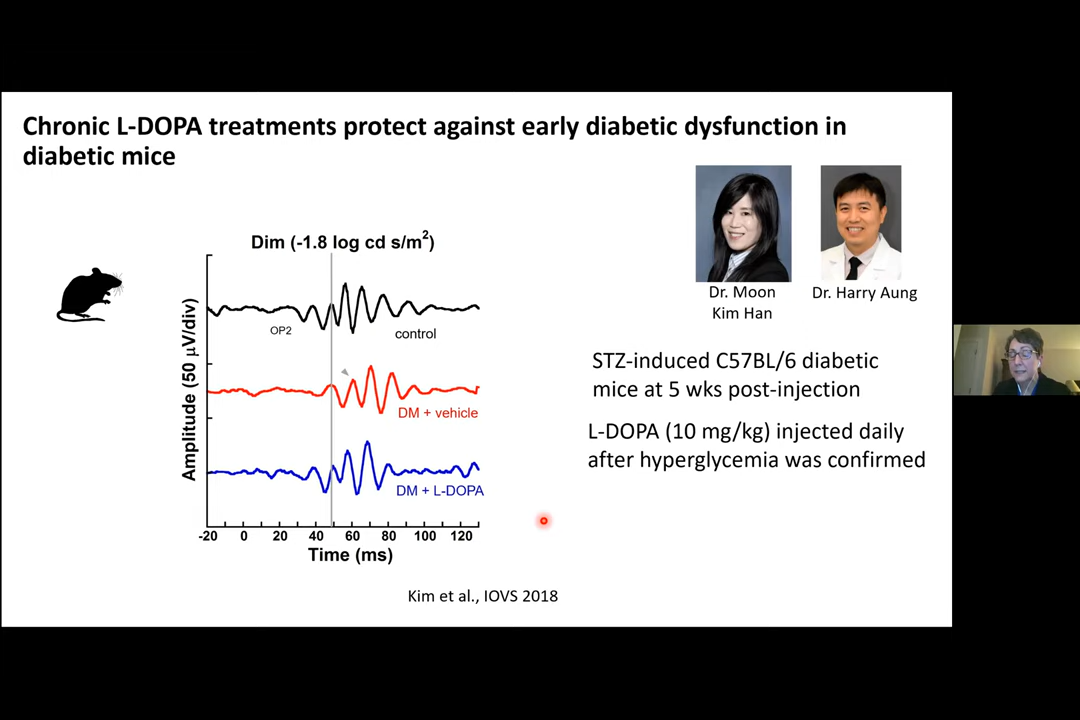 Chronic L-DOPA treatments protect against early diabetic dysfunction in
diabetic mice
Dim (-1.8 log cd s/m2)
Amplitude (50 μV/div)
OP2
control
DM + vehicle
DM + L-DOPA
-20 0 20 40 60 80 100 120
Time (ms)
Kim et al., IOVS 2018
Dr. Moon
Kim Han
Dr. Harry Aung
STZ-induced C57BL/6 diabetic
mice at 5 wks post-injection
L-DOPA (10 mg/kg) injected daily
after hyperglycemia was confirmed